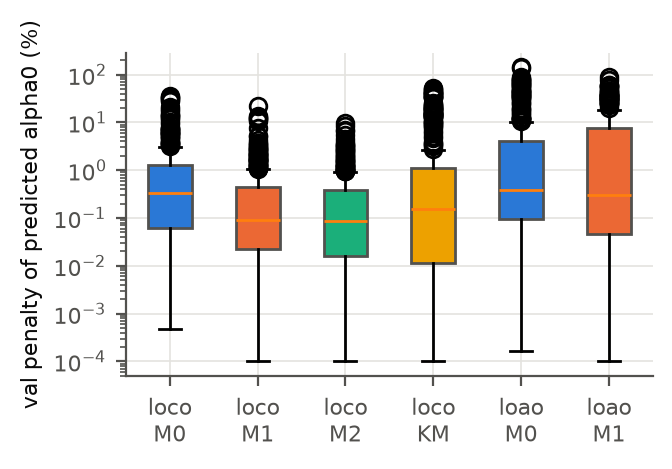 val penalty of predicted alpha0 (%)
10²
10¹
10⁰
10⁻¹
10⁻²
10⁻³
10⁻⁴
loco loco loco loco loao loao
M0 M1 M2 KM M0 M1